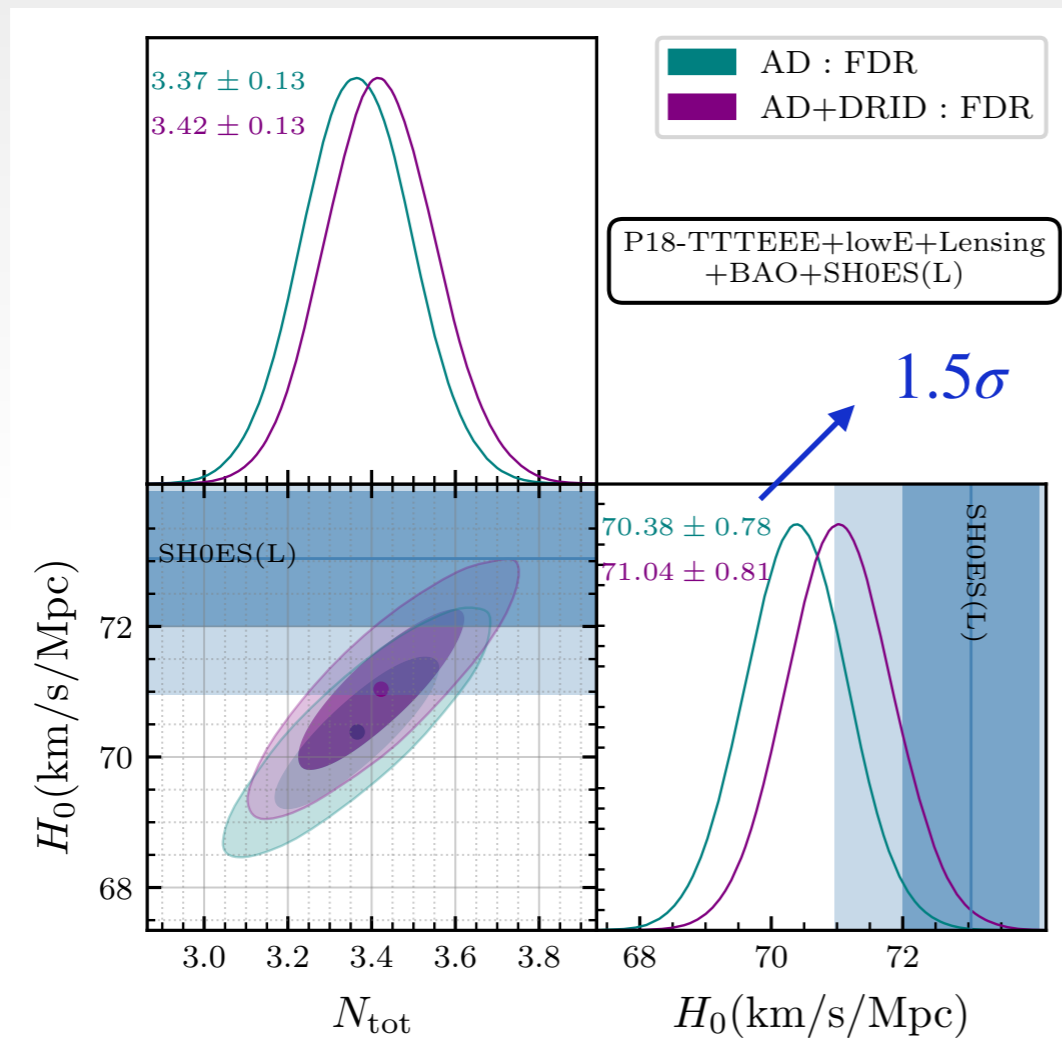 3.37 ± 0.13
3.42 ± 0.13
AD : FDR
AD+DRID : FDR
P18-TTTEEE+lowE+Lensing
+BAO+SH0ES(L)
1.5σ
SH0ES(L)
70.38 ± 0.78
71.04 ± 0.81
SH0ES(L)
72
70
68
H₀(km/s/Mpc)
3.0 3.2 3.4 3.6 3.8
N_tot
68 70 72
H₀(km/s/Mpc)